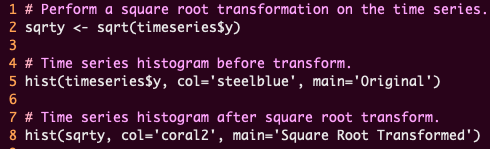 1 # Perform a square root transformation on the time series.
2 sqrty <- sqrt(timeseries$y)
3
4 # Time series histogram before transform.
5 hist(timeseries$y, col='steelblue', main='Original')
6
7 # Time series histogram after square root transform.
8 hist(sqrty, col='coral2', main='Square Root Transformed')